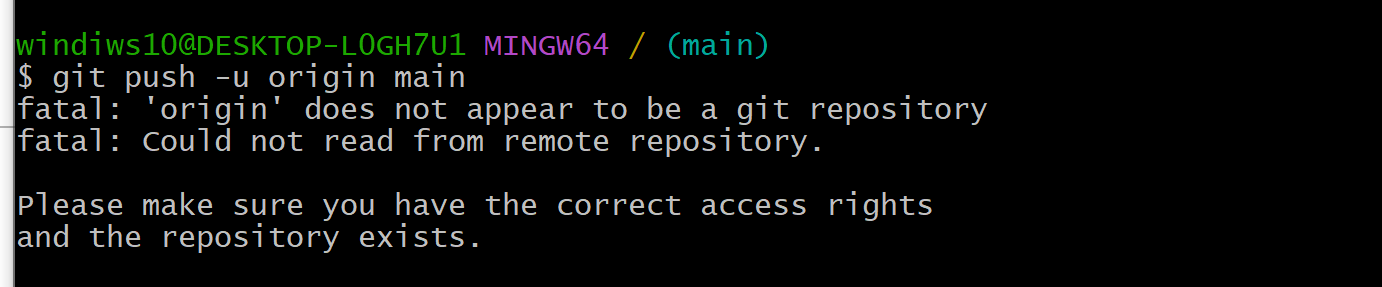 windiws10@DESKTOP-L0GH7U1 MINGW64 / (main)
$ git push -u origin main
fatal: 'origin' does not appear to be a git repository
fatal: Could not read from remote repository.
Please make sure you have the correct access rights
and the repository exists.